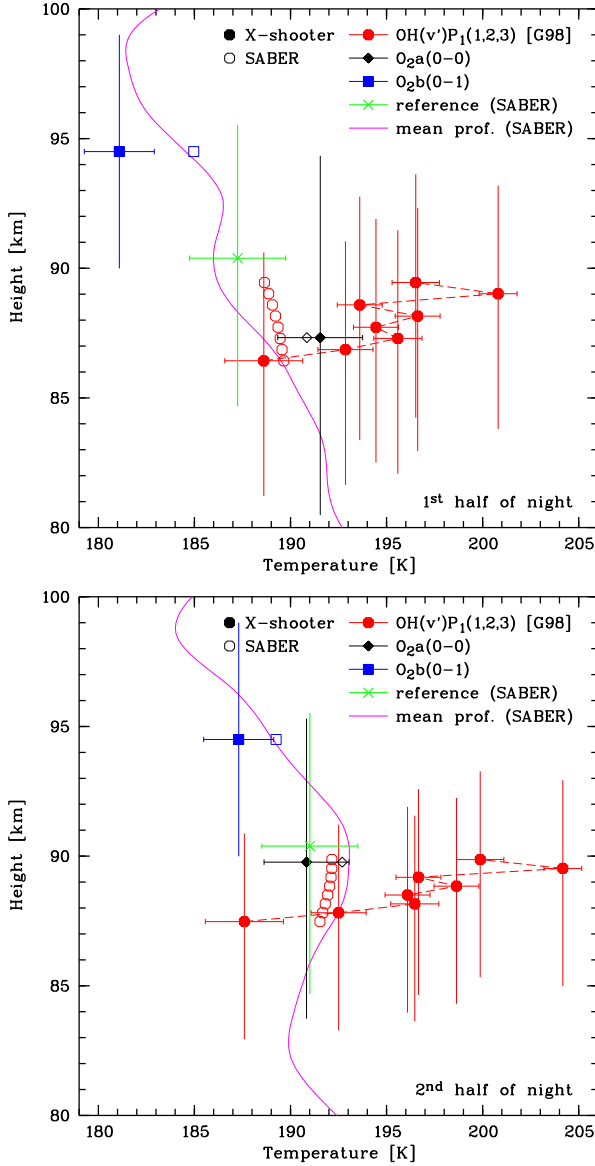 100
X-shooter
OH(v')P1(1,2,3) [G98]
SABER
O2a(0-0)
O2b(0-1)
reference (SABER)
mean prof. (SABER)
95
90
85
80
Height [km]
1st half of night
180 185 190 195 200 205
Temperature [K]
100
X-shooter
OH(v')P1(1,2,3) [G98]
SABER
O2a(0-0)
O2b(0-1)
reference (SABER)
mean prof. (SABER)
95
90
85
80
Height [km]
2nd half of night
180 185 190 195 200 205
Temperature [K]